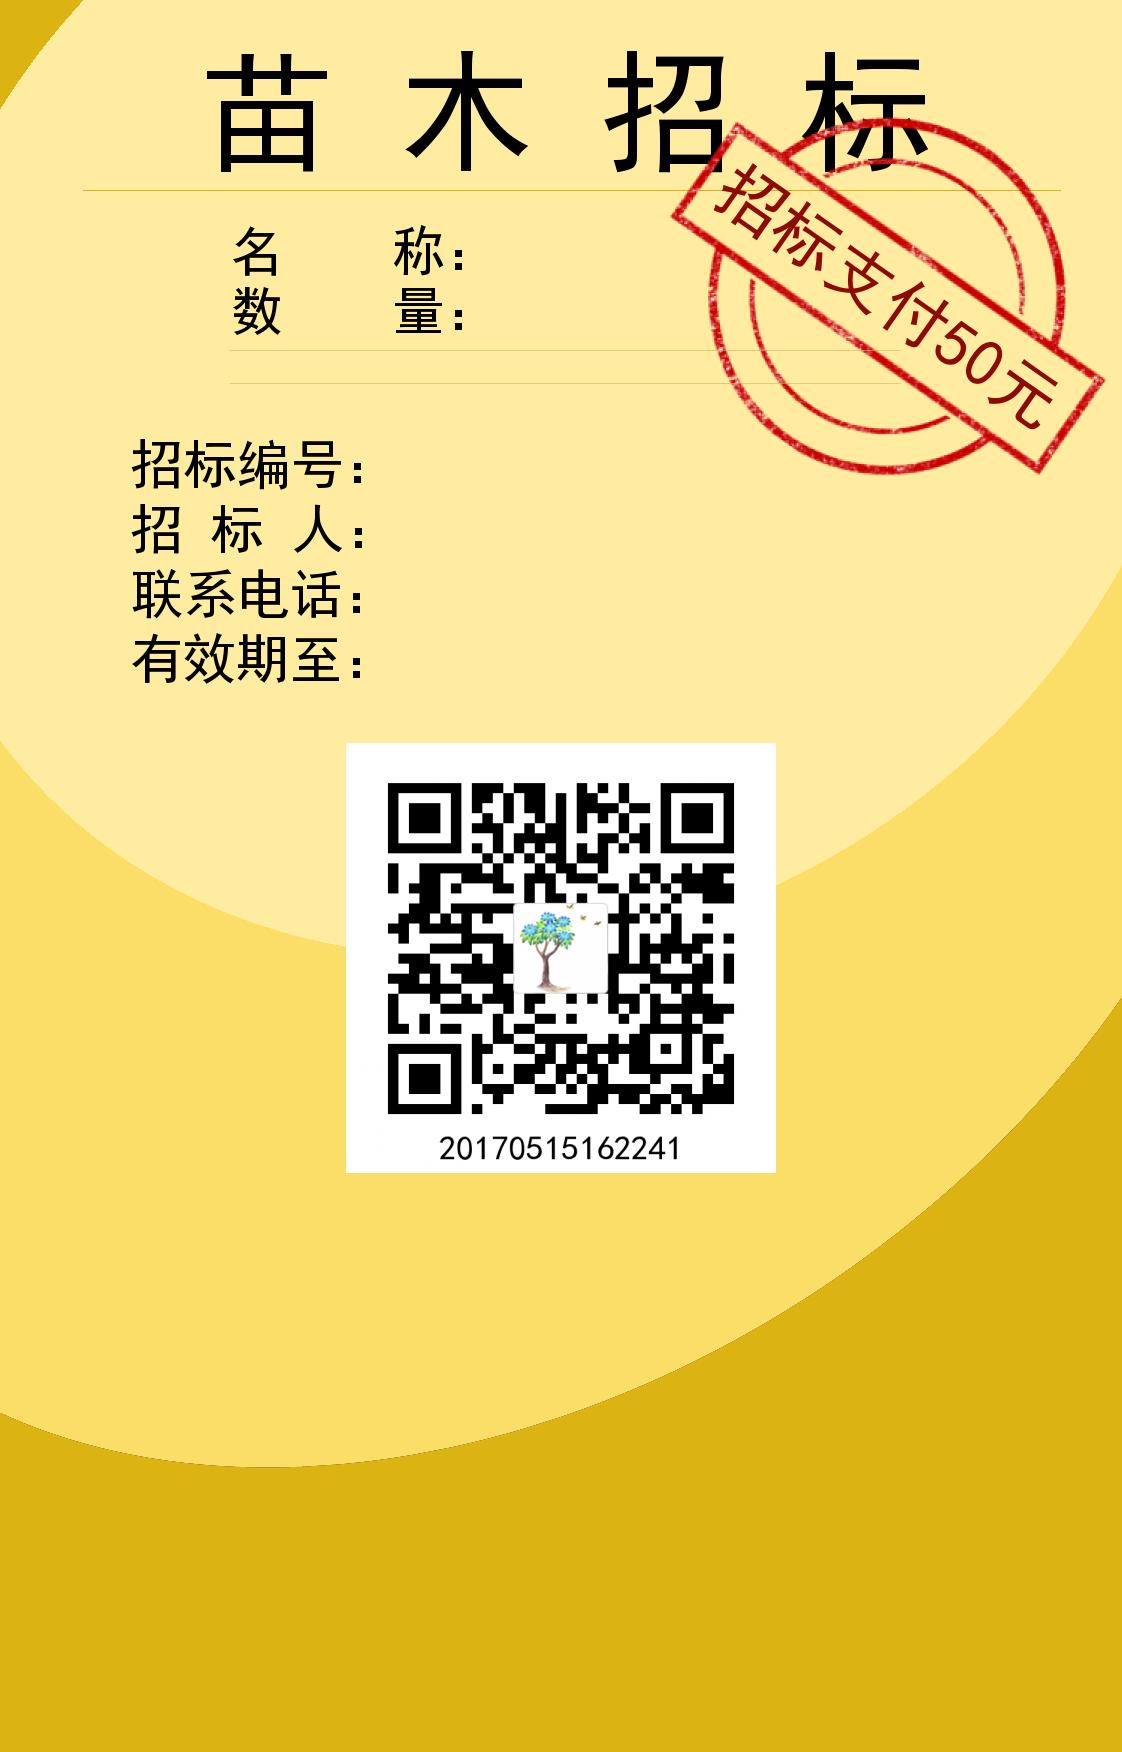 苗木招标
招标支付50元
名 称：
数 量：
招标编号：
招 标 人：
联系电话：
有效期至：
20170515162241